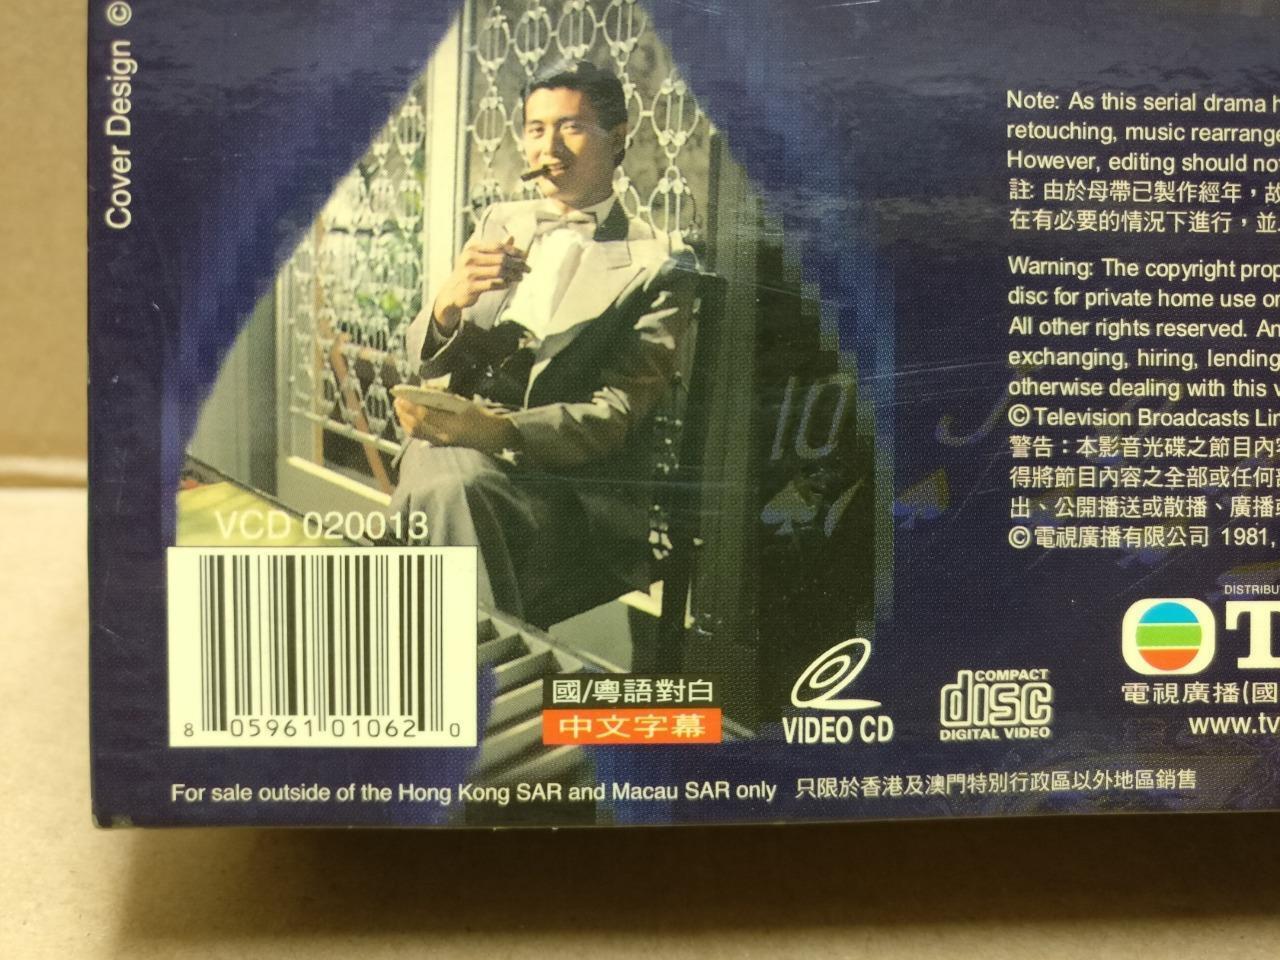 Cover Design ©
Note: As this serial drama
retouching, music rearrange
However, editing should no
註: 由於母帶已製作經年，故
在有必要的情況下進行，並
Warning: The copyright prop
disc for private home use on
All other rights reserved. An
exchanging, hiring, lending
otherwise dealing with this v
© Television Broadcasts Lim
警告：本影音光碟之節目內容
得將節目內容之全部或任何
出、公開播送或散播、廣播
© 電視廣播有限公司 1981,
10 J
VCD 020013
8 05961 01062 0
國/粵語對白
中文字幕
VIDEO CD
COMPACT
disc
DIGITAL VIDEO
DISTRIBU
T
電視廣播(國
www.tv
For sale outside of the Hong Kong SAR and Macau SAR only 只限於香港及澳門特別行政區以外地區銷售